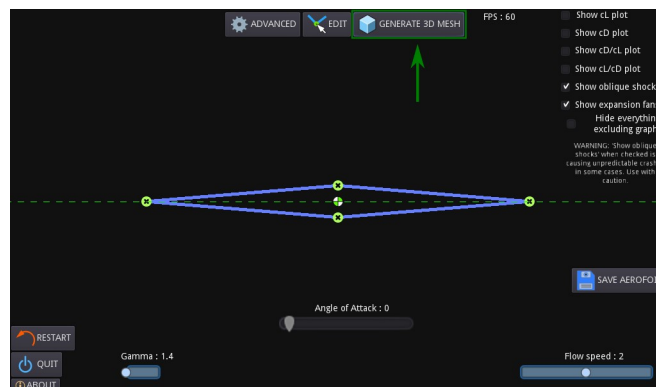 ADVANCED
EDIT
GENERATE 3D MESH
FPS : 60
Show cL plot
Show cD plot
Show cD/cL plot
Show cL/cD plot
Show oblique shock
Show expansion fans
Hide everythin
excluding graph
WARNING: 'Show oblique
shocks' when checked is
causing unpredictable crash
in some cases. Use with
caution.
SAVE AEROFOI
Angle of Attack : 0
RESTART
QUIT
ABOUT
Gamma : 1.4
Flow speed : 2